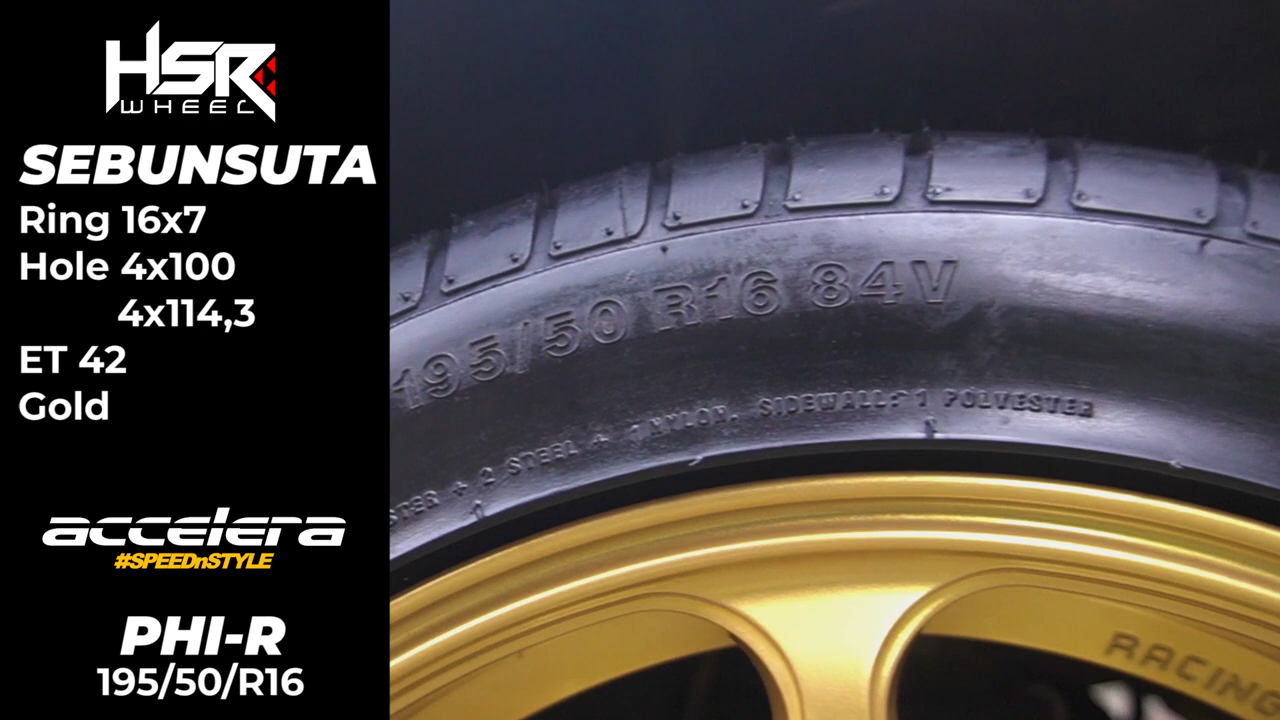 HSR
WHEEL
SEBUNSUTA
Ring 16x7
Hole 4x100
4x114,3
ET 42
Gold
accelera
#SPEEDnSTYLE
PHI-R
195/50/R16
195/50 R16 84V
STER + 2 STEEL + 1 NYLON. SIDEWALL: 1 POLYESTER
RACING